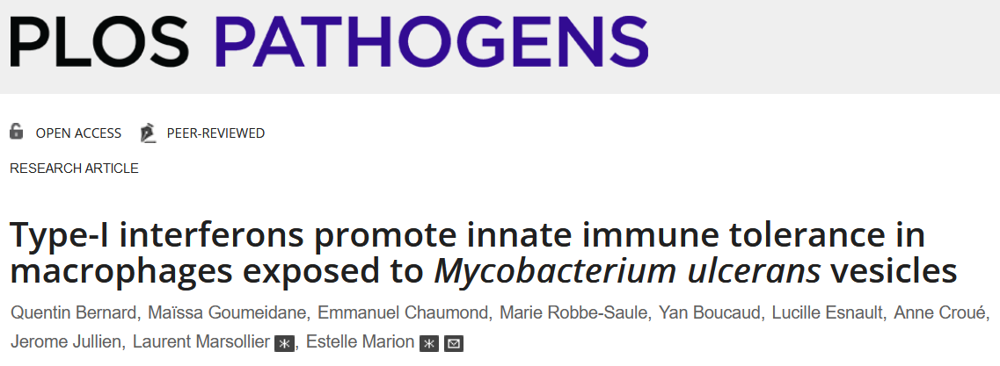 PLOS PATHOGENS
OPEN ACCESS PEER-REVIEWED
RESEARCH ARTICLE
Type-I interferons promote innate immune tolerance in
macrophages exposed to Mycobacterium ulcerans vesicles
Quentin Bernard, Maïssa Goumeidane, Emmanuel Chaumond, Marie Robbe-Saule, Yan Boucaud, Lucille Esnault, Anne Croué,
Jerome Jullien, Laurent Marsollier, Estelle Marion